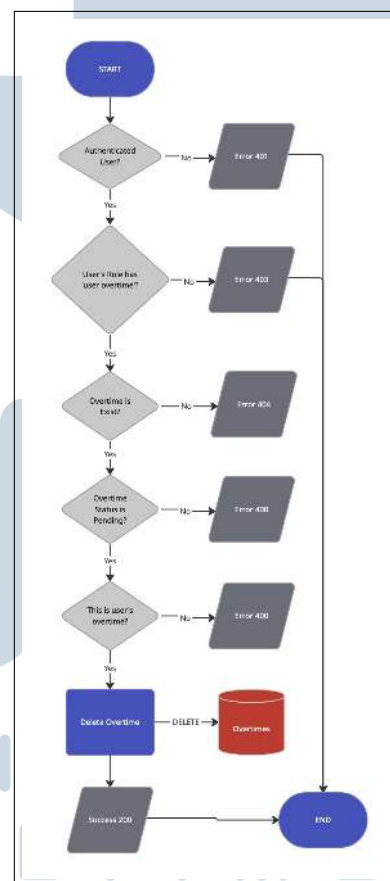 START
Authenticated
User?
No
Error 401
Yes
User's Role has
'user overtime'?
No
Error 403
Yes
Overtime is
Exist?
No
Error 404
Yes
Overtime
Status is
Pending?
No
Error 400
Yes
This is user's
overtime?
No
Error 400
Yes
Delete Overtime
DELETE
Overtimes
Success 200
END